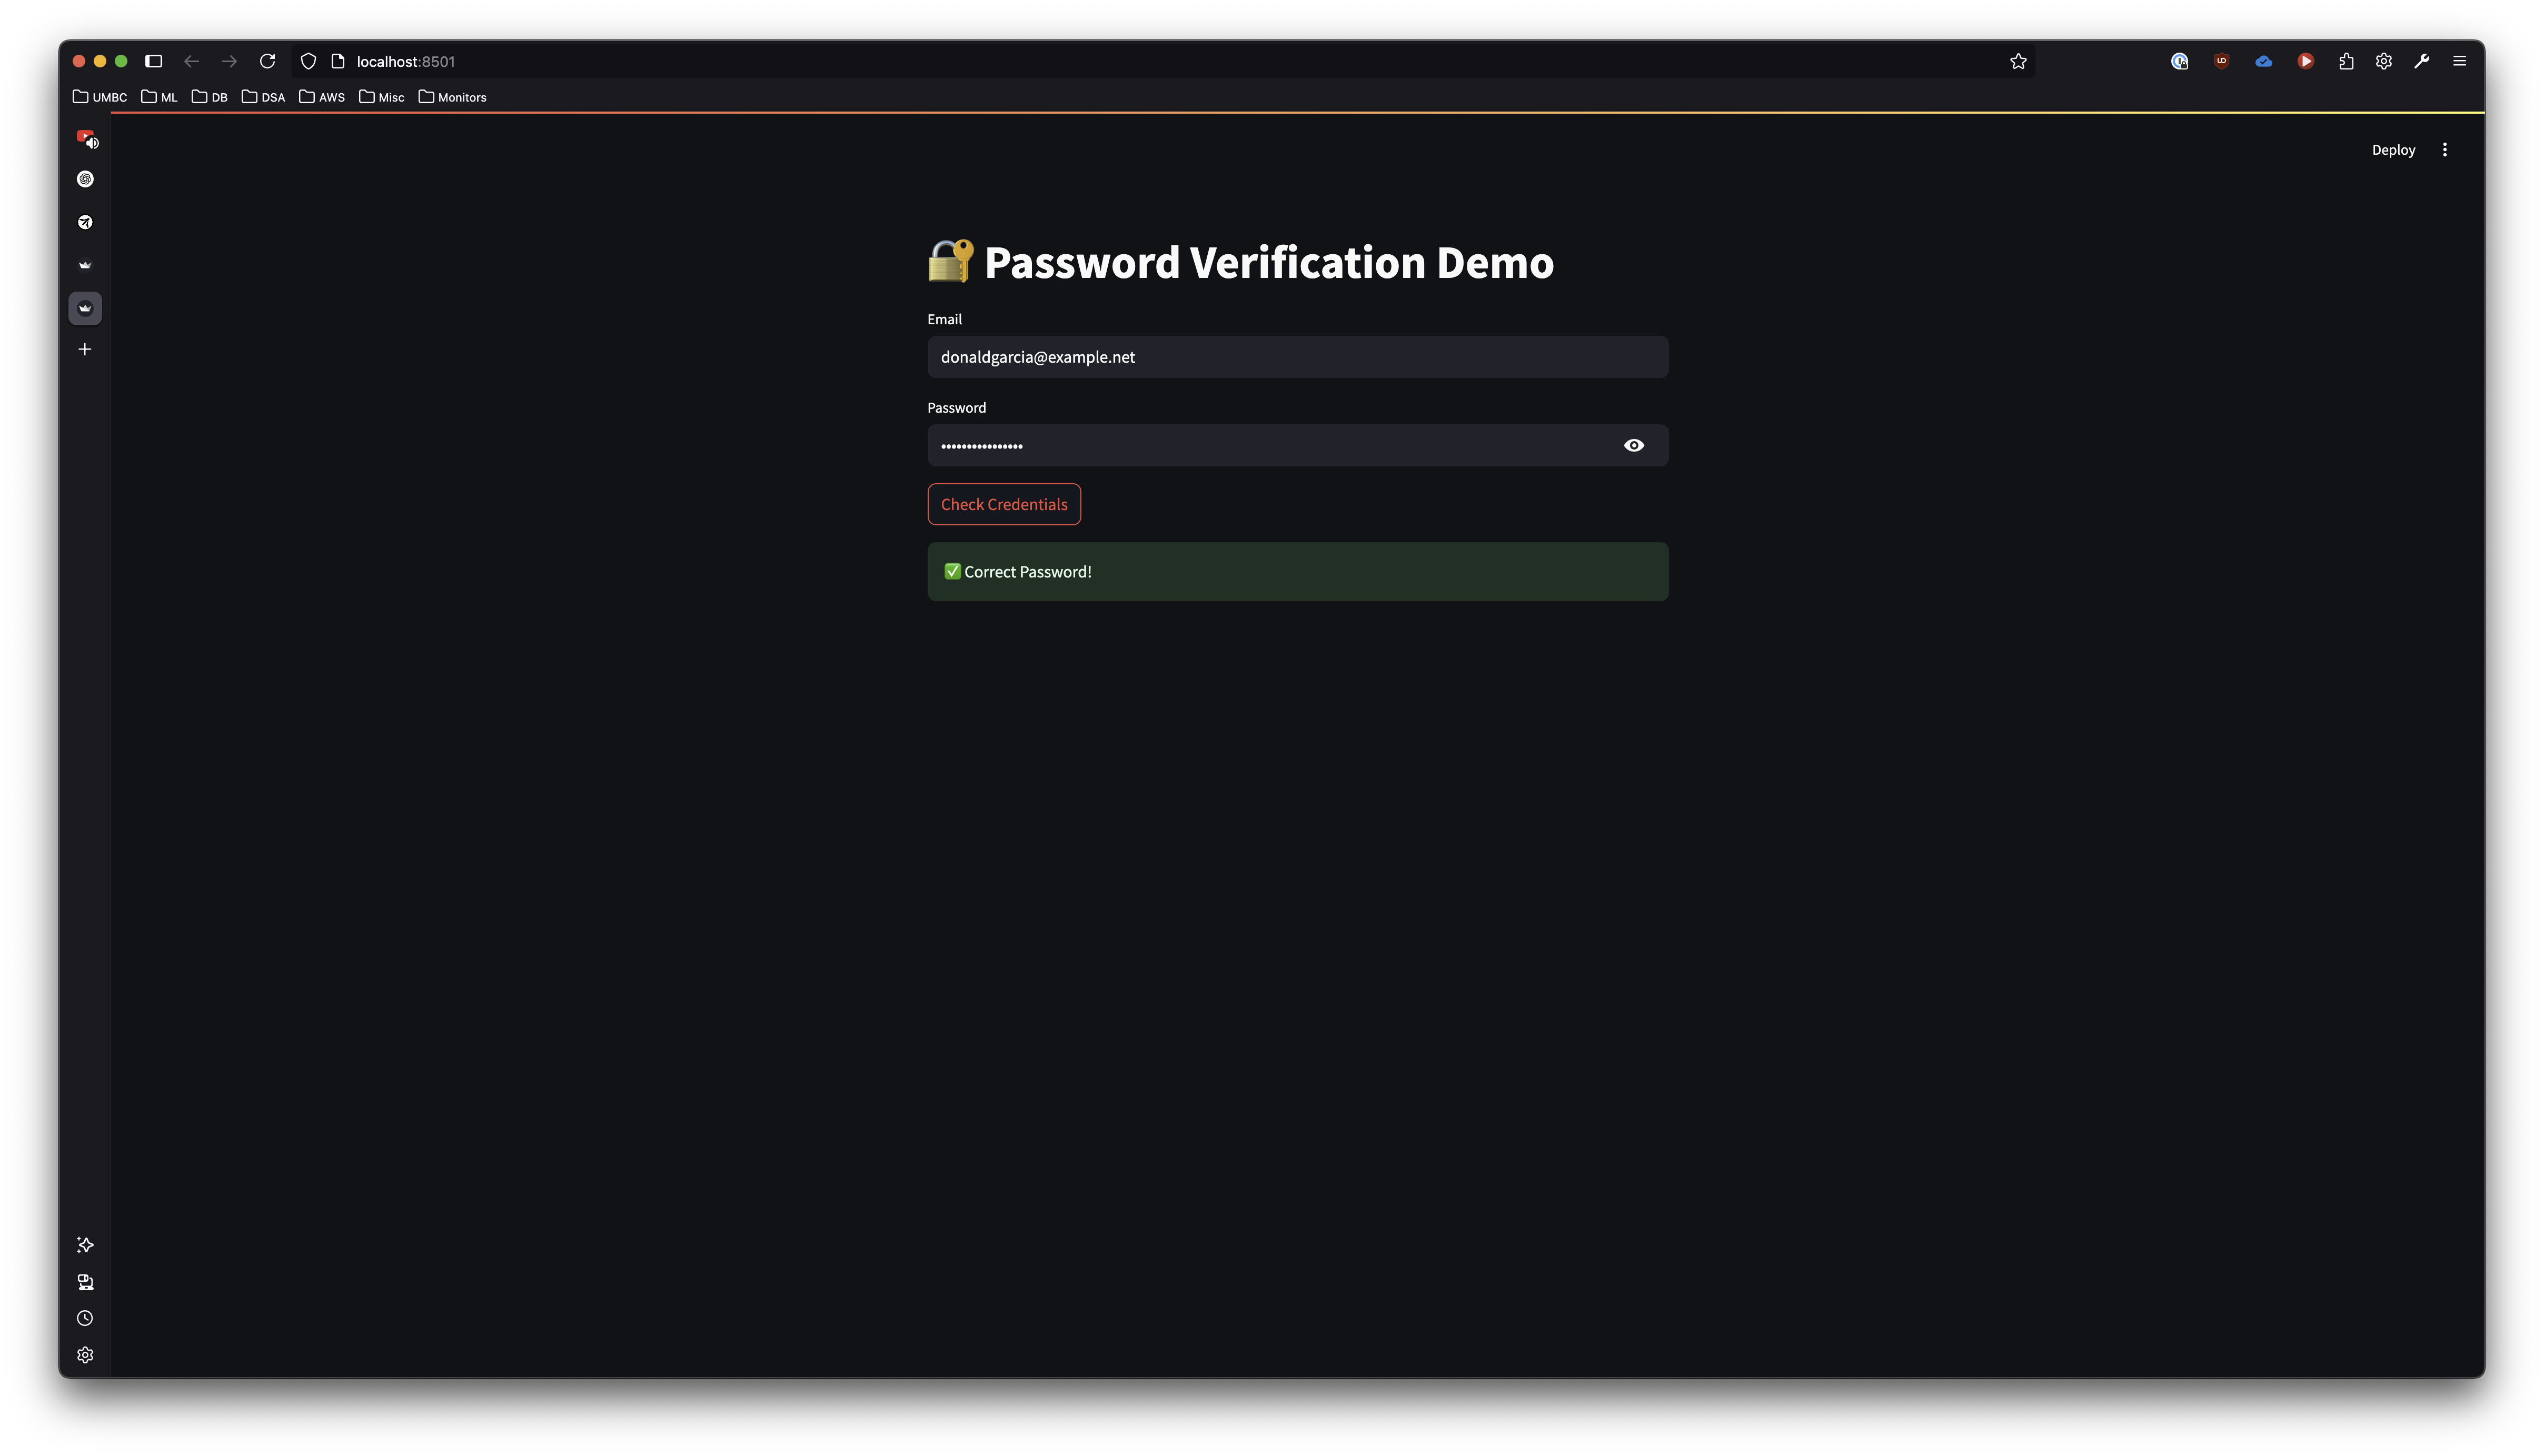 localhost:8501
UMBC ML DB DSA AWS Misc Monitors
Deploy
Password Verification Demo
Email
donaldgarcia@example.net
Password
••••••••••••••••
Check Credentials
✅ Correct Password!